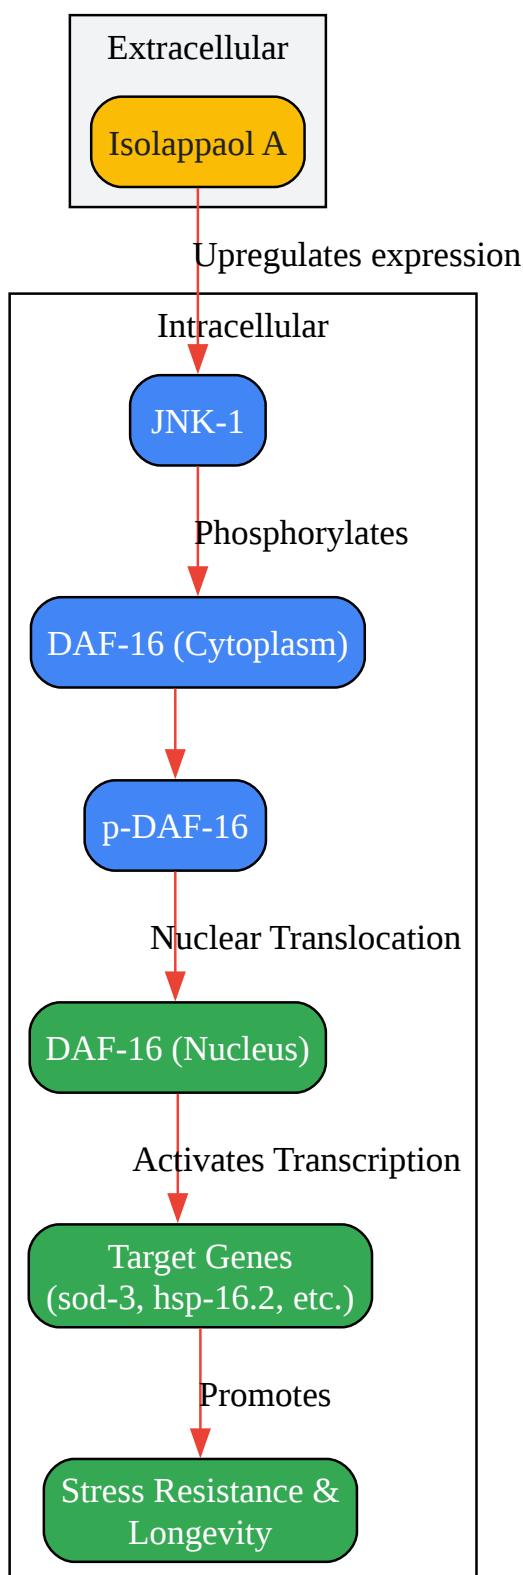 Extracellular
Isolappaol A
Upregulates expression
Intracellular
JNK-1
Phosphorylates
DAF-16 (Cytoplasm)
p-DAF-16
Nuclear Translocation
DAF-16 (Nucleus)
Activates Transcription
Target Genes
(sod-3, hsp-16.2, etc.)
Promotes
Stress Resistance &
Longevity